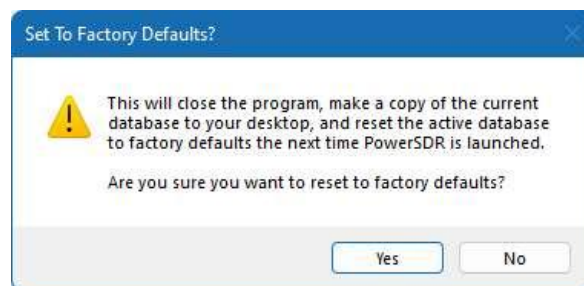 Set To Factory Defaults?
This will close the program, make a copy of the current
database to your desktop, and reset the active database
to factory defaults the next time PowerSDR is launched.
Are you sure you want to reset to factory defaults?
Yes
No